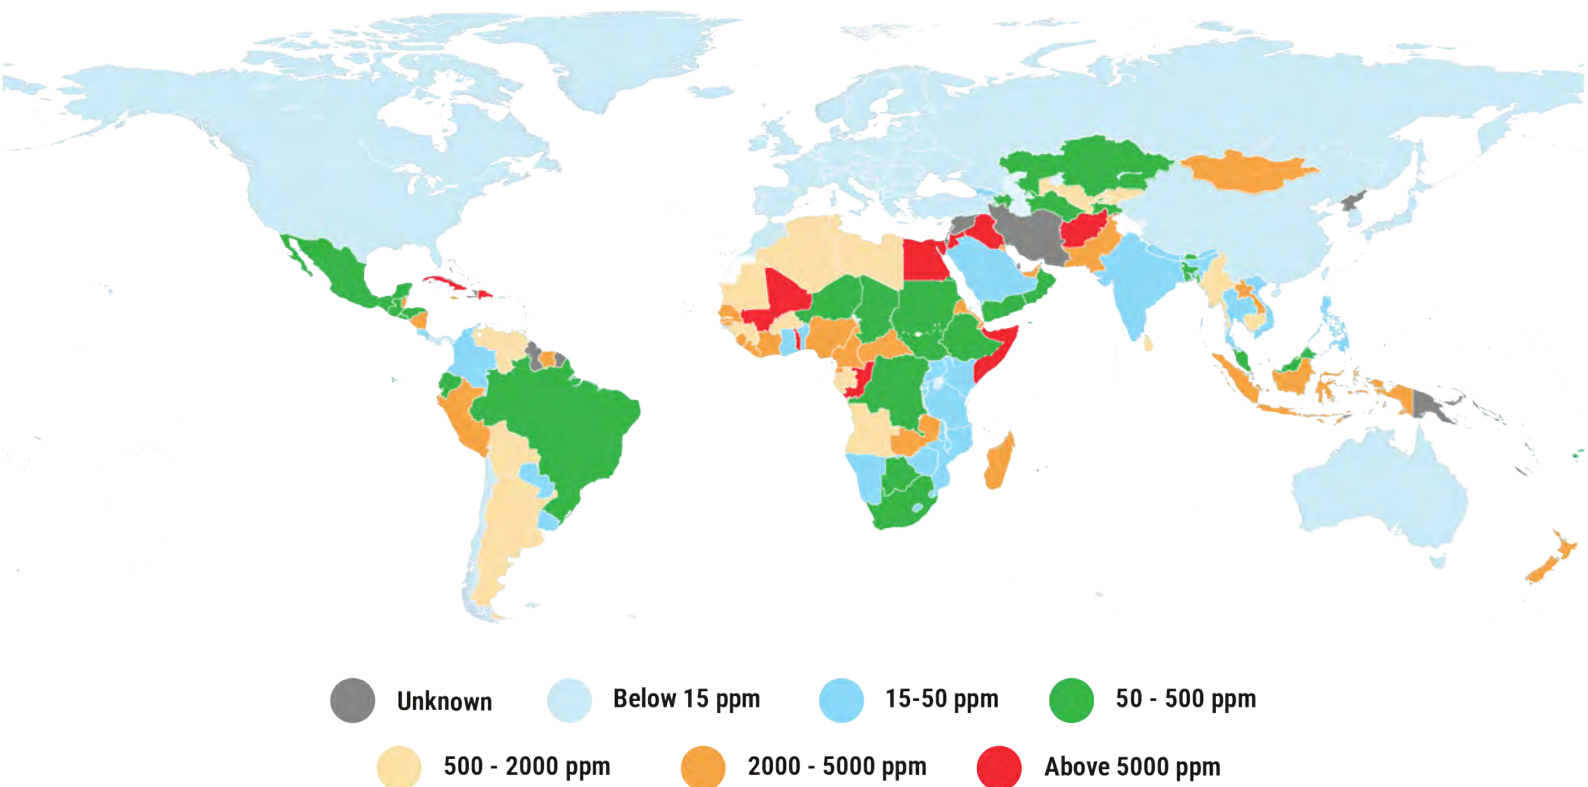 Unknown
Below 15 ppm
15-50 ppm
50 - 500 ppm
500 - 2000 ppm
2000 - 5000 ppm
Above 5000 ppm